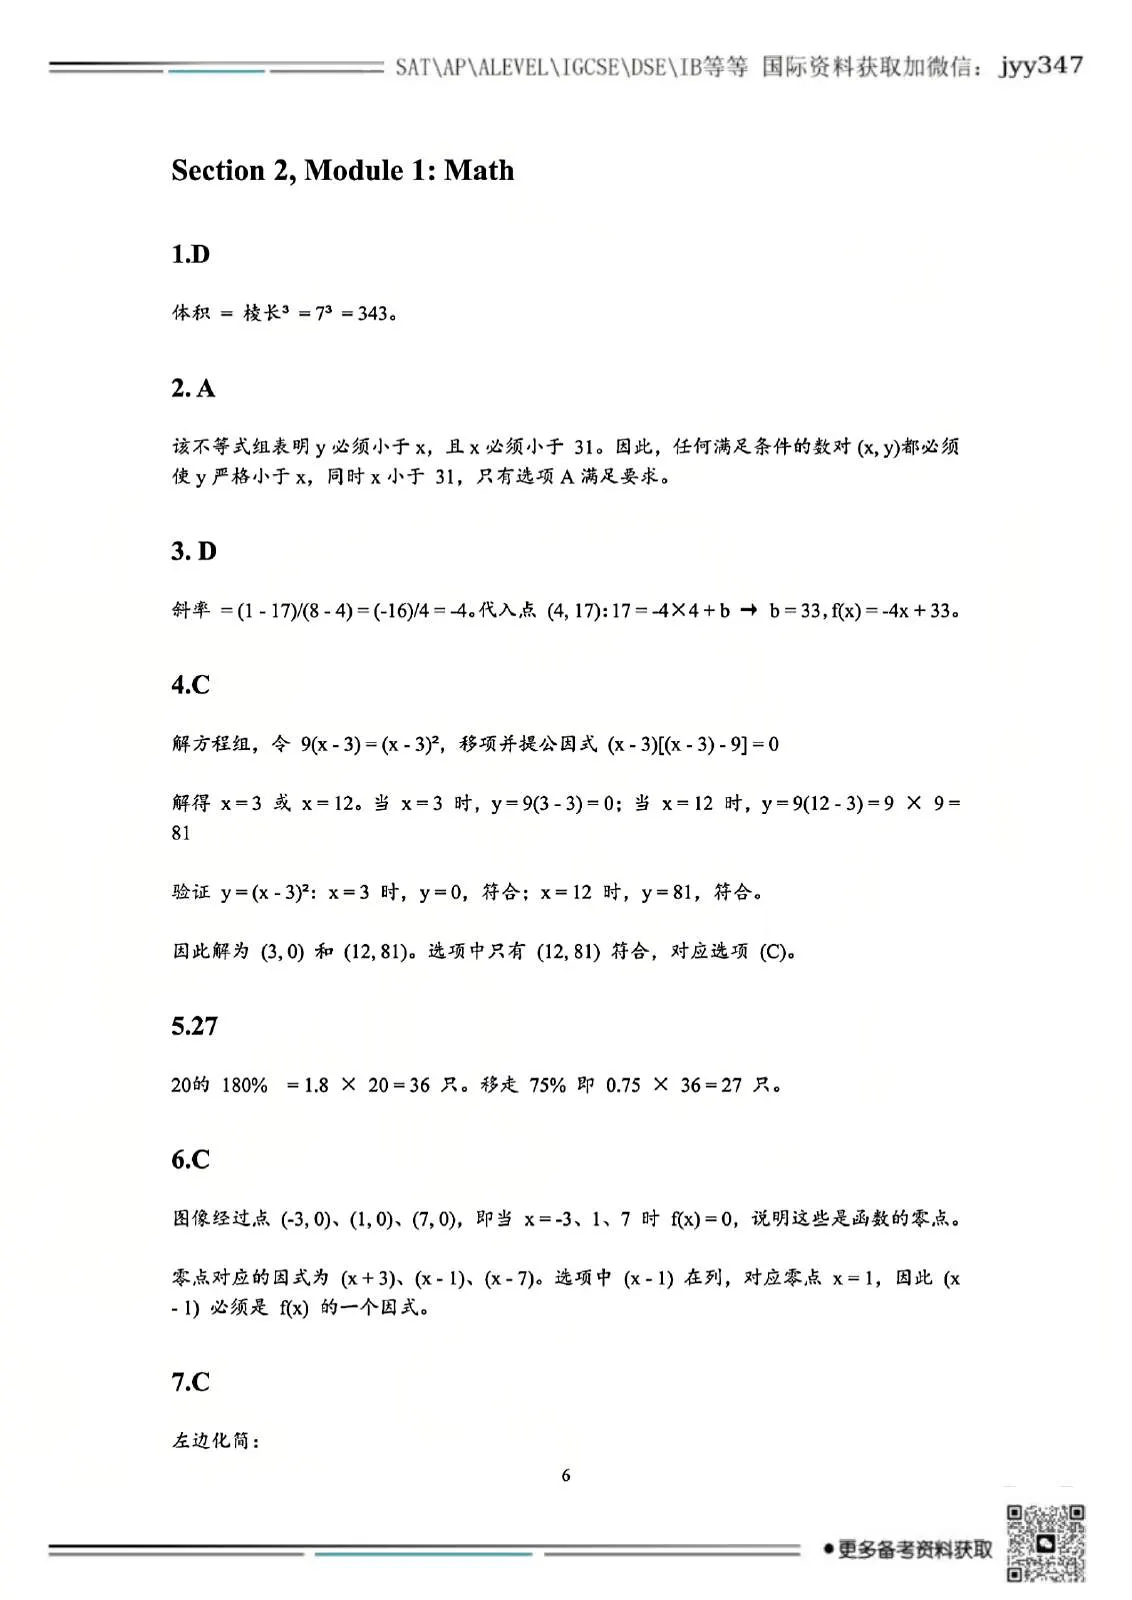 SAT\AP\ALEVEL\IGCSE\DSE\IB等等 国际资料获取加微信: jyy347
Section 2, Module 1: Math
1.D
体积 = 棱长³ = 7³ = 343。
2. A
该不等式组表明 y 必须小于 x，且 x 必须小于 31。因此，任何满足条件的数对 (x, y)都必须
使 y 严格小于 x，同时 x 小于 31，只有选项 A 满足要求。
3. D
斜率 = (1 - 17)/(8 - 4) = (-16)/4 = -4。代入点 (4, 17): 17 = -4×4 + b → b = 33, f(x) = -4x + 33。
4.C
解方程组，令 9(x - 3) = (x - 3)²，移项并提公因式 (x - 3)[(x - 3) - 9] = 0
解得 x = 3 或 x = 12。当 x = 3 时，y = 9(3 - 3) = 0；当 x = 12 时，y = 9(12 - 3) = 9 × 9 =
81
验证 y = (x - 3)²: x = 3 时，y = 0，符合；x = 12 时，y = 81，符合。
因此解为 (3, 0) 和 (12, 81)。选项中只有 (12, 81) 符合，对应选项 (C)。
5.27
20的 180% = 1.8 × 20 = 36 只。移走 75% 即 0.75 × 36 = 27 只。
6.C
图像经过点 (-3, 0)、(1, 0)、(7, 0)，即当 x = -3、1、7 时 f(x) = 0，说明这些是函数的零点。
零点对应的因式为 (x + 3)、(x - 1)、(x - 7)。选项中 (x - 1) 在列，对应零点 x = 1，因此 (x
- 1) 必须是 f(x) 的一个因式。
7.C
左边化简：
6
●更多备考资料获取